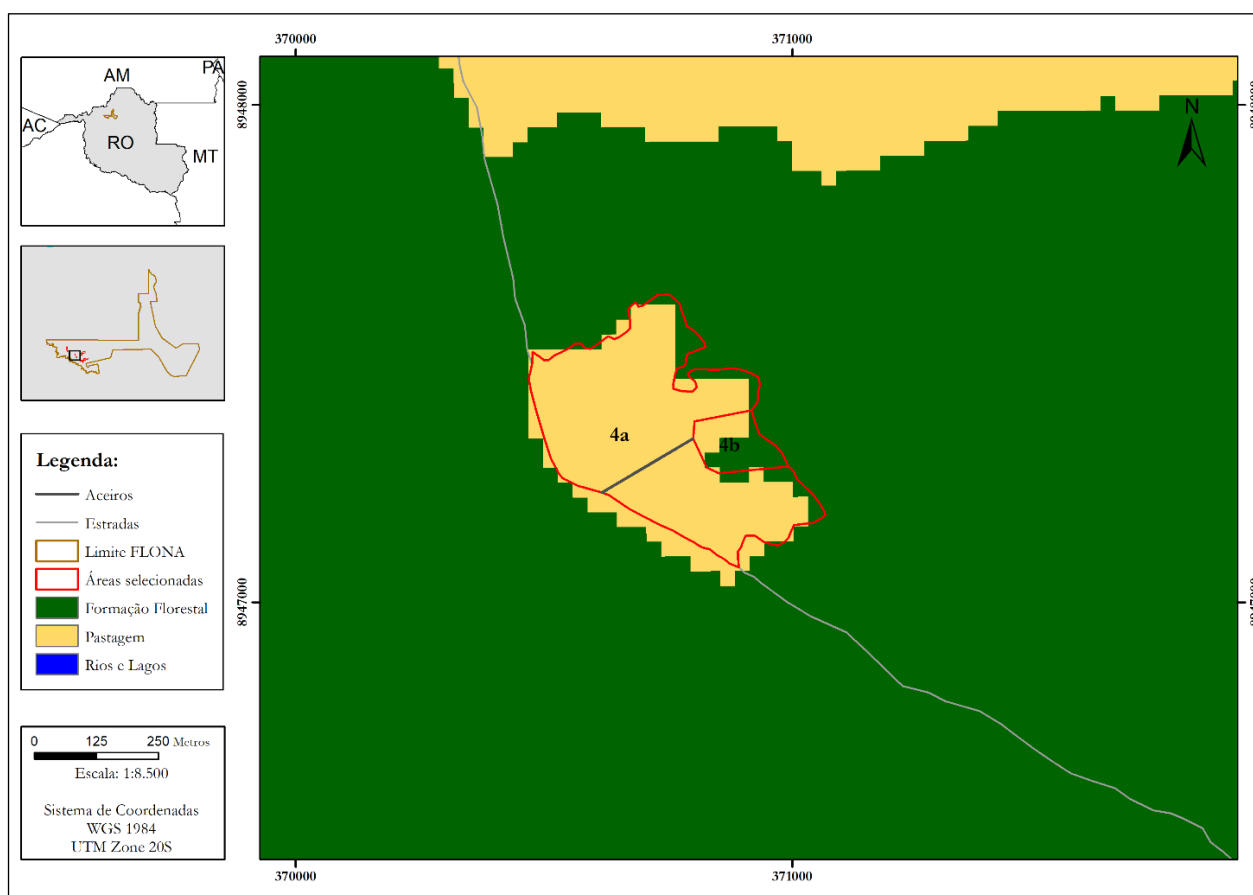 370000
371000
AM
PA
AC
RO
MT
8948000
8948000
N
4a
4b
Legenda:
Aceiros
Estradas
Limite FLONA
Áreas selecionadas
Formação Florestal
Pastagem
Rios e Lagos
8947000
8947000
0 125 250 Metros
Escala: 1:8.500
Sistema de Coordenadas
WGS 1984
UTM Zone 20S
370000
371000